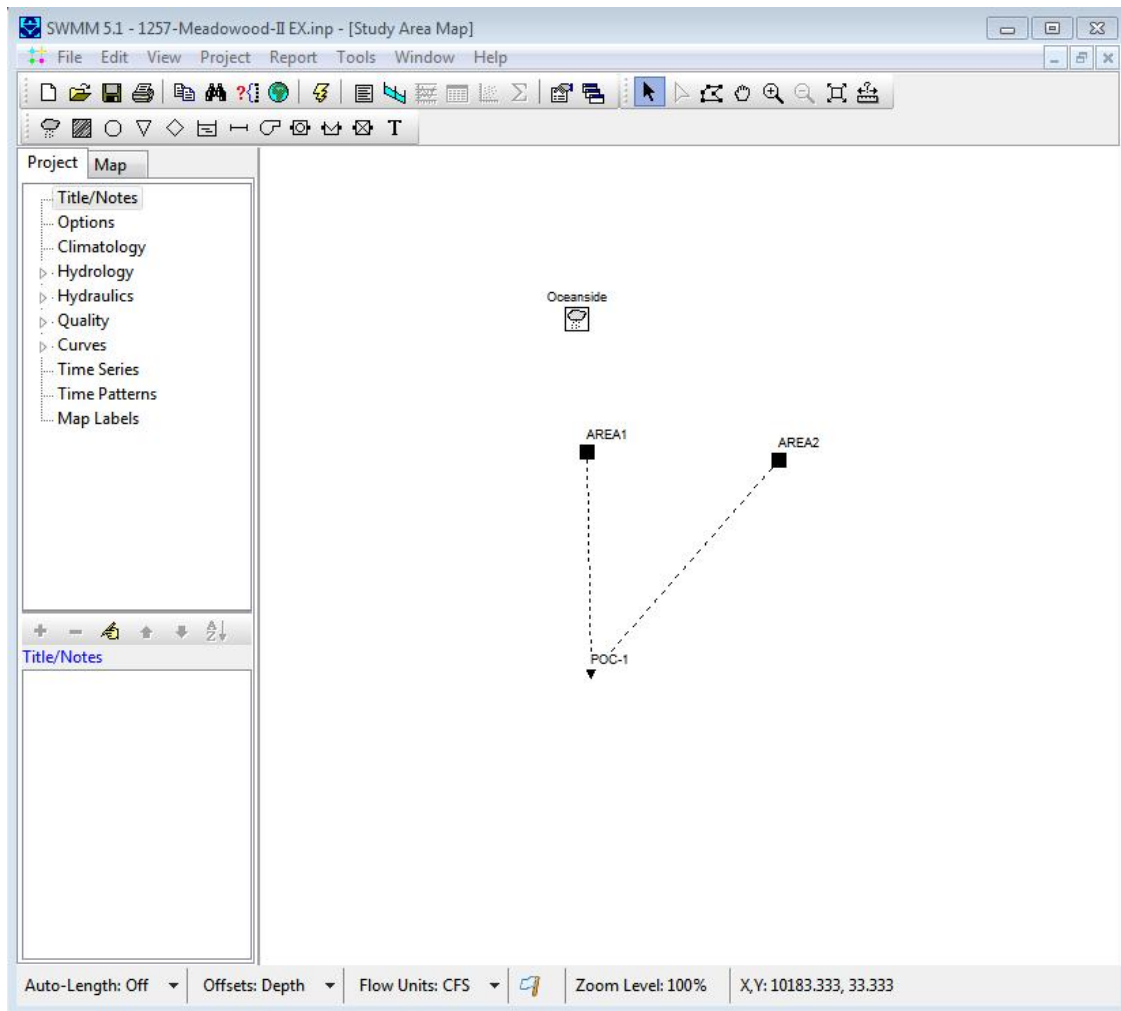 SWMM 5.1 - 1257-Meadowood-II EX.inp - [Study Area Map]
File Edit View Project Report Tools Window Help
T
Project Map
Title/Notes
Options
Climatology
Hydrology
Hydraulics
Quality
Curves
Time Series
Time Patterns
Map Labels
Title/Notes
Oceanside
AREA1
AREA2
POC-1
Auto-Length: Off Offsets: Depth Flow Units: CFS Zoom Level: 100% X,Y: 10183.333, 33.333